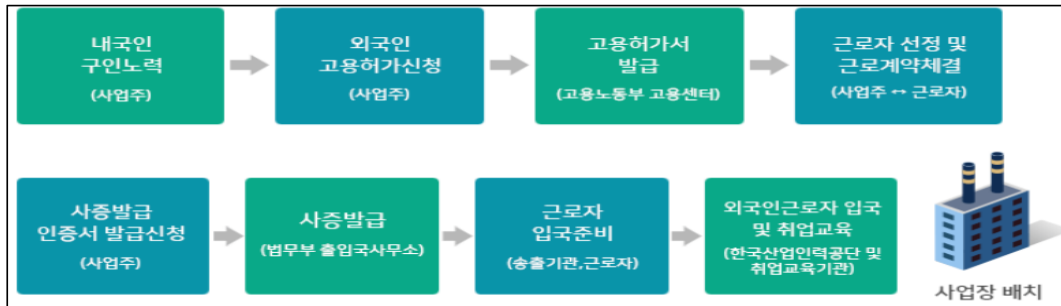 내국인
구인노력
(사업주)
외국인
고용허가신청
(사업주)
고용허가서
발급
(고용노동부 고용센터)
근로자 선정 및
근로계약체결
(사업주 ↔ 근로자)
사증발급
인증서 발급신청
(사업주)
사증발급
(법무부 출입국사무소)
근로자
입국준비
(송출기관,근로자)
외국인근로자 입국
및 취업교육
(한국산업인력공단 및
취업교육기관)
사업장 배치